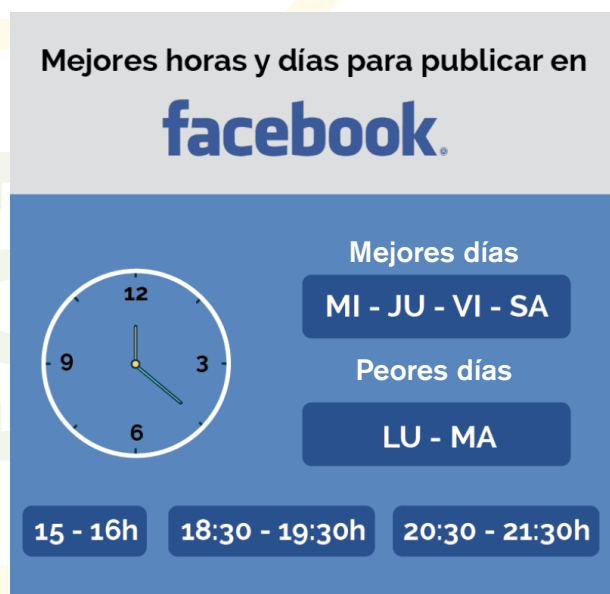 Mejores horas y días para publicar en
facebook®
Mejores días
MI - JU - VI - SA
Peores días
LU - MA
12
9
3
6
15 - 16h
18:30 - 19:30h
20:30 - 21:30h